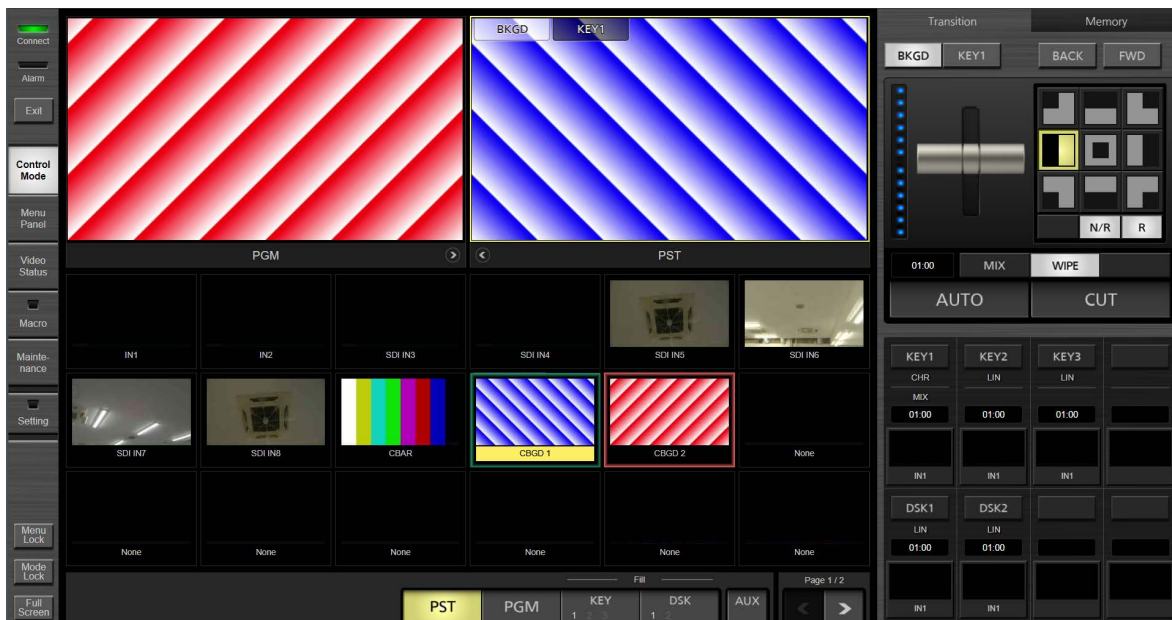 Connect
Alarm
Exit
Control
Mode
Menu
Panel
Video
Status
Macro
Mainte-
nance
Setting
Menu
Lock
Mode
Lock
Full
Screen
BKGD KEY1
PGM PST
IN1 IN2 SDI IN3 SDI IN4 SDI IN5 SDI IN6
SDI IN7 SDI IN8 CBAR CBGD 1 CBGD 2 None
None None None None None None
Fill
Page 1 / 2
PST PGM KEY DSK AUX
1 2 3 1 2
Transition Memory
BKGD KEY1 BACK FWD
N/R R
01:00 MIX WIPE
AUTO CUT
KEY1 KEY2 KEY3
CHR LIN LIN
MIX
01:00 01:00 01:00
IN1 IN1 IN1
DSK1 DSK2
LIN LIN
01:00 01:00
IN1 IN1